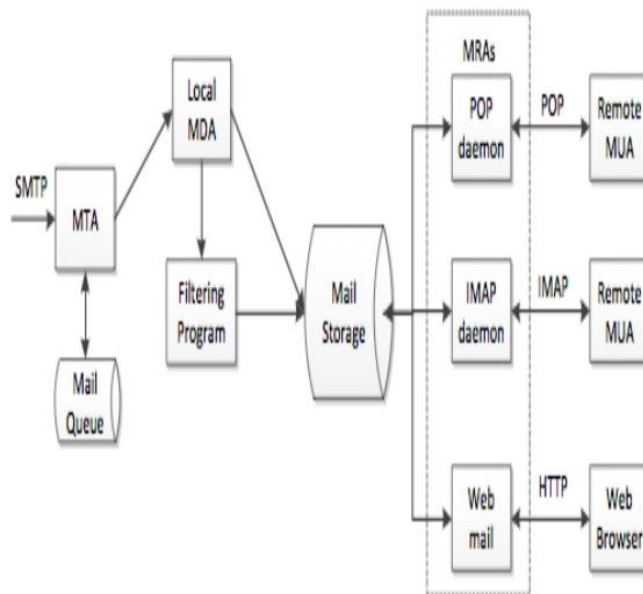 SMTP
MTA
Mail
Queue
Local
MDA
Filtering
Program
Mail
Storage
MRAs
POP
daemon
POP
Remote
MUA
IMAP
daemon
IMAP
Remote
MUA
Web
mail
HTTP
Web
Browser